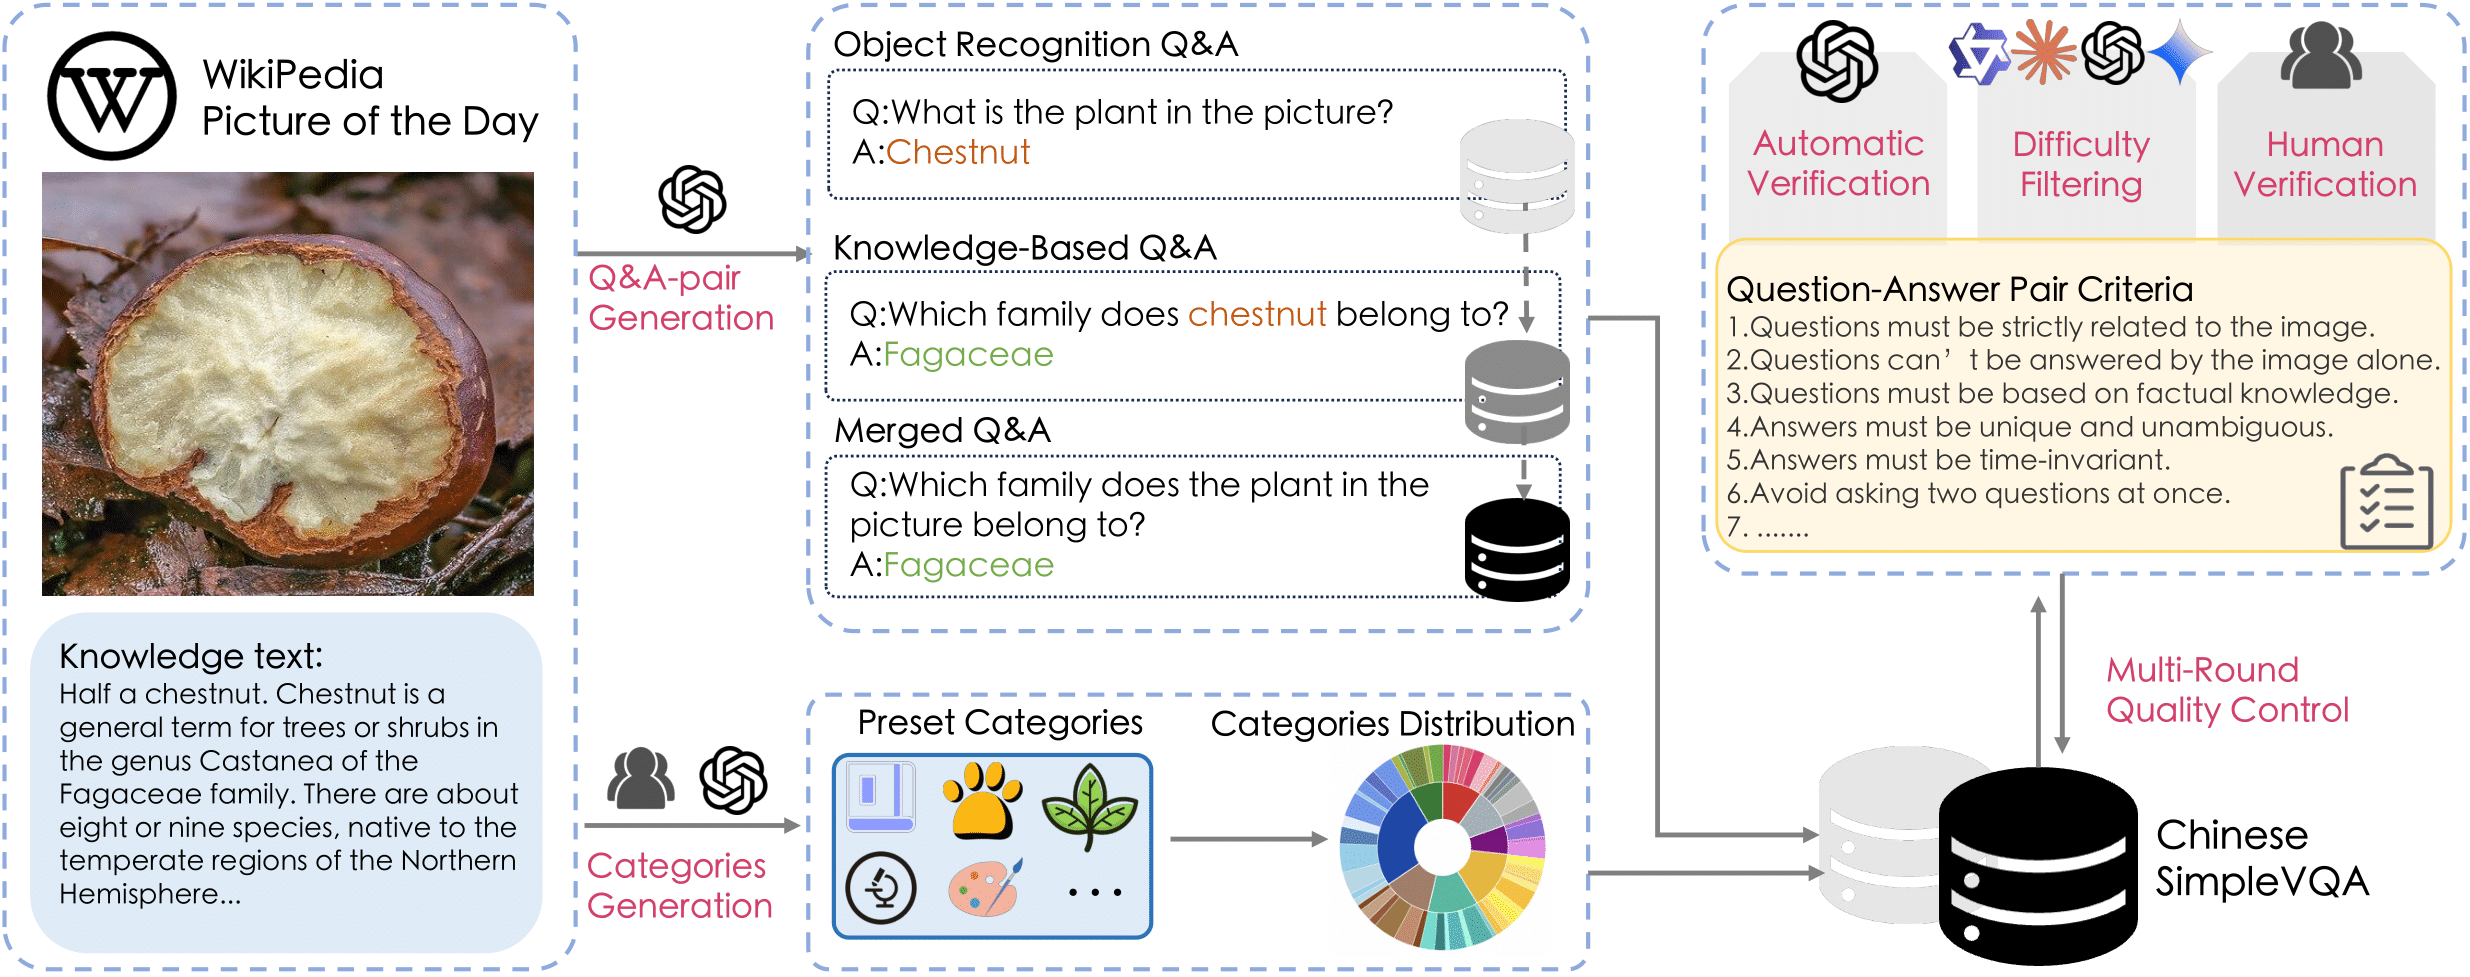 WikiPedia
Picture of the Day
Knowledge text:
Half a chestnut. Chestnut is a
general term for trees or shrubs in
the genus Castanea of the
Fagaceae family. There are about
eight or nine species, native to the
temperate regions of the Northern
Hemisphere...
Q&A-pair
Generation
Categories
Generation
Object Recognition Q&A
Q:What is the plant in the picture?
A:Chestnut
Knowledge-Based Q&A
Q:Which family does chestnut belong to?
A:Fagaceae
Merged Q&A
Q:Which family does the plant in the
picture belong to?
A:Fagaceae
Preset Categories
Categories Distribution
Automatic
Verification
Difficulty
Filtering
Human
Verification
Question-Answer Pair Criteria
1.Questions must be strictly related to the image.
2.Questions can’t be answered by the image alone.
3.Questions must be based on factual knowledge.
4.Answers must be unique and unambiguous.
5.Answers must be time-invariant.
6.Avoid asking two questions at once.
7. .......
Multi-Round
Quality Control
Chinese
SimpleVQA